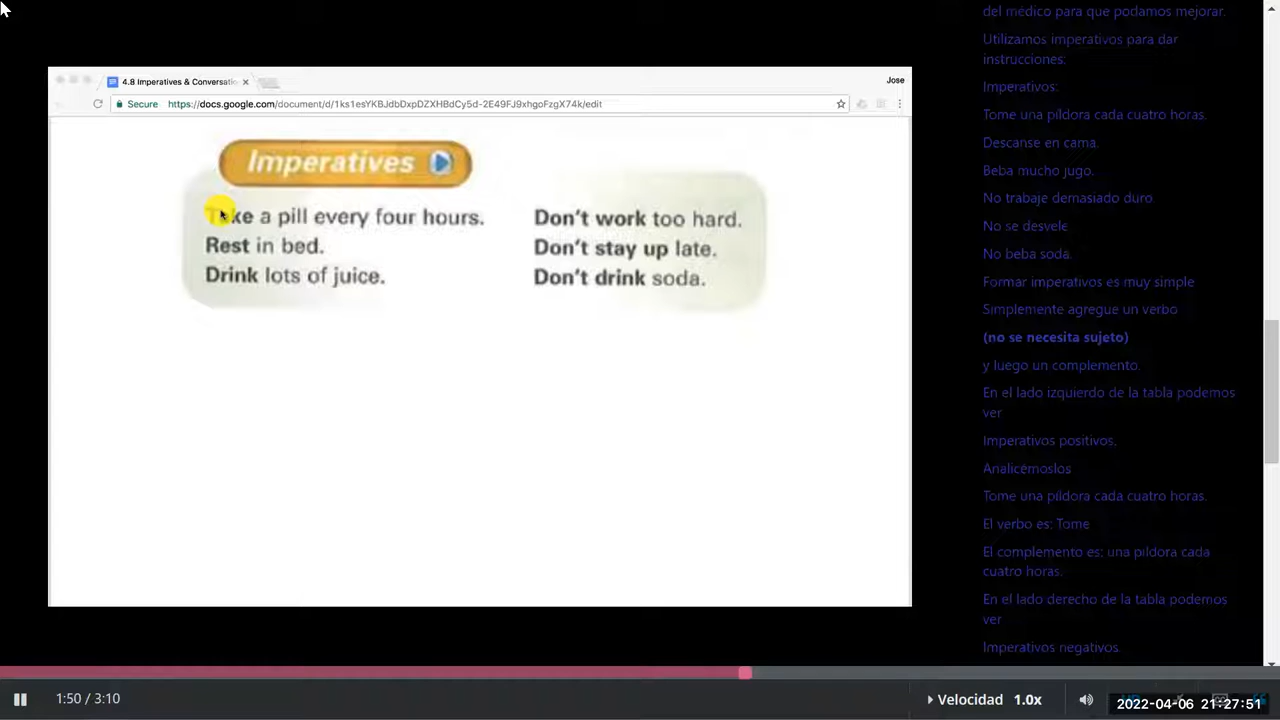 4.8 Imperatives & Conversatio
Jose
Secure https://docs.google.com/document/d/1ks1esYKBJdbDxpDZXHBdCy5d-2E49FJ9xhgoFzgX74k/edit
Imperatives
Take a pill every four hours.
Rest in bed.
Drink lots of juice.
Don't work too hard.
Don't stay up late.
Don't drink soda.
del médico para que podamos mejorar.
Utilizamos imperativos para dar
instrucciones:
Imperativos:
Tome una píldora cada cuatro horas.
Descanse en cama.
Beba mucho jugo.
No trabaje demasiado duro
No se desvele
No beba soda.
Formar imperativos es muy simple
Simplemente agregue un verbo
(no se necesita sujeto)
y luego un complemento.
En el lado izquierdo de la tabla podemos
ver
Imperativos positivos.
Analicémoslos
Tome una píldora cada cuatro horas.
El verbo es: Tome
El complemento es: una píldora cada
cuatro horas.
En el lado derecho de la tabla podemos
ver
Imperativos negativos
1:50 / 3:10
Velocidad 1.0x
2022-04-06 21:27:51